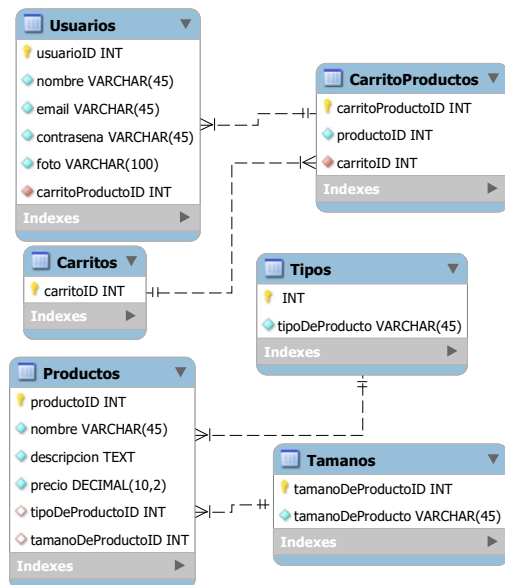 Usuarios
usuarioID INT
nombre VARCHAR(45)
email VARCHAR(45)
contrasena VARCHAR(45)
foto VARCHAR(100)
carritoProductoID INT
Indexes
CarritoProductos
carritoProductoID INT
productoID INT
carritoID INT
Indexes
Carritos
carritoID INT
Indexes
Tipos
INT
tipoDeProducto VARCHAR(45)
Indexes
Productos
productoID INT
nombre VARCHAR(45)
descripcion TEXT
precio DECIMAL(10,2)
tipoDeProductoID INT
tamanoDeProductoID INT
Indexes
Tamanos
tamanoDeProductoID INT
tamanoDeProducto VARCHAR(45)
Indexes